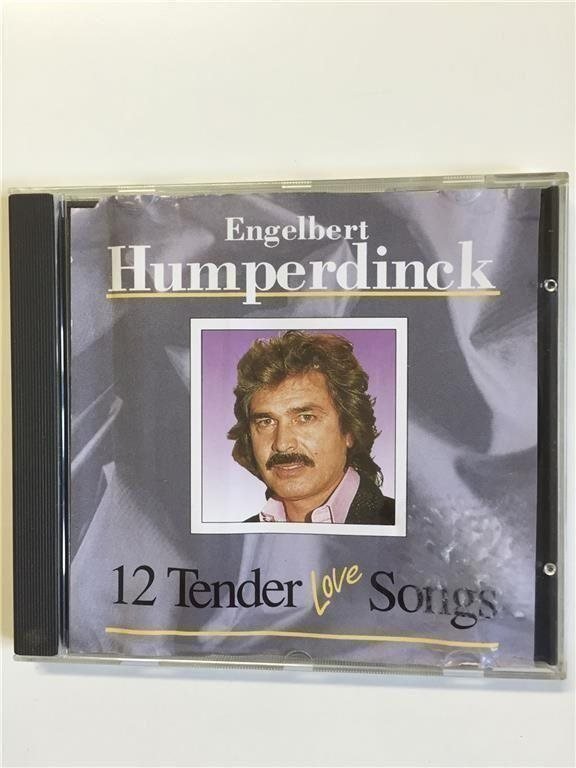 Engelbert
Humperdinck
12 Tender Love Songs